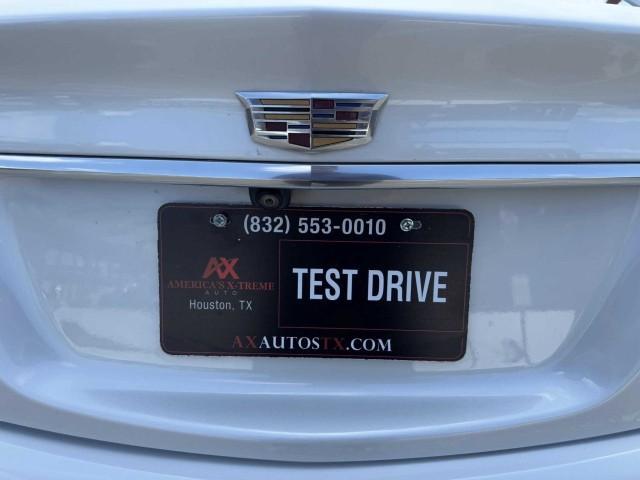 (832) 553-0010
AX
AMERICA'S X-TREME
AUTO
Houston, TX
TEST DRIVE
AXAUTOSTX.COM